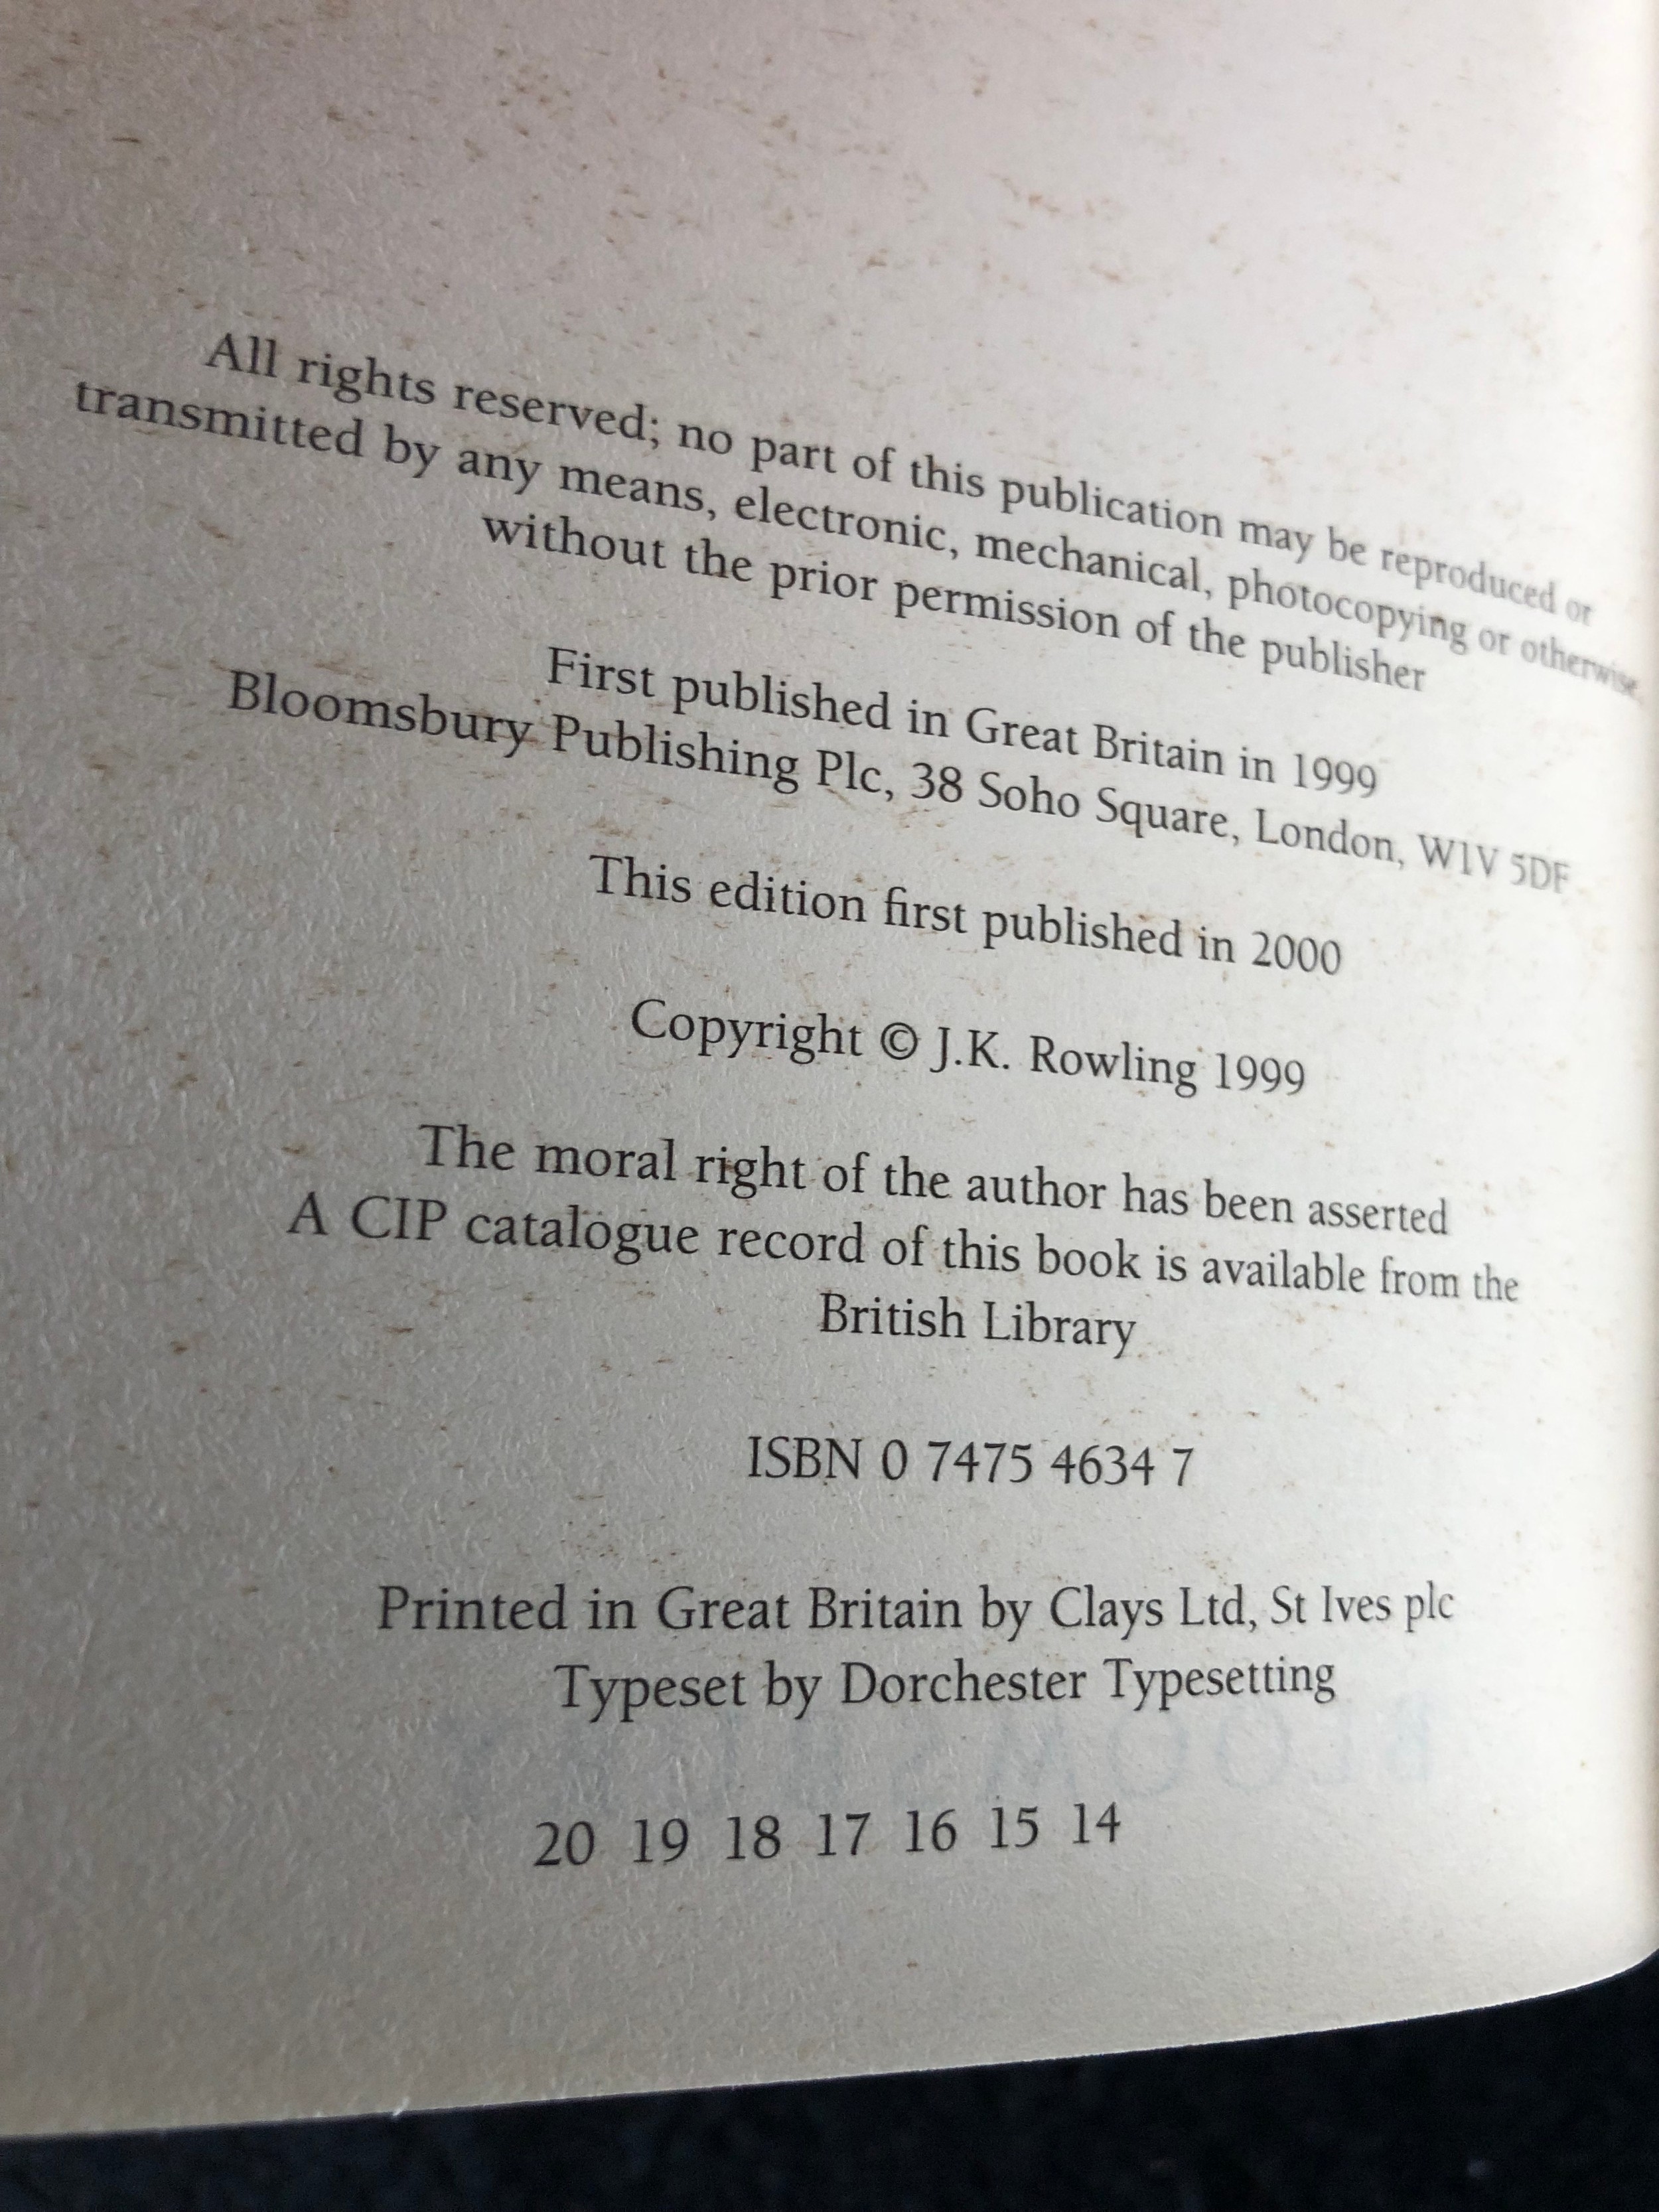 All rights reserved; no part of this publication may be reproduced or
transmitted by any means, electronic, mechanical, photocopying or otherwise,
without the prior permission of the publisher
First published in Great Britain in 1999
Bloomsbury Publishing Plc, 38 Soho Square, London, W1V 5DF
This edition first published in 2000
Copyright © J.K. Rowling 1999
The moral right of the author has been asserted
A CIP catalogue record of this book is available from the
British Library
ISBN 0 7475 4634 7
Printed in Great Britain by Clays Ltd, St Ives plc
Typeset by Dorchester Typesetting
20 19 18 17 16 15 14